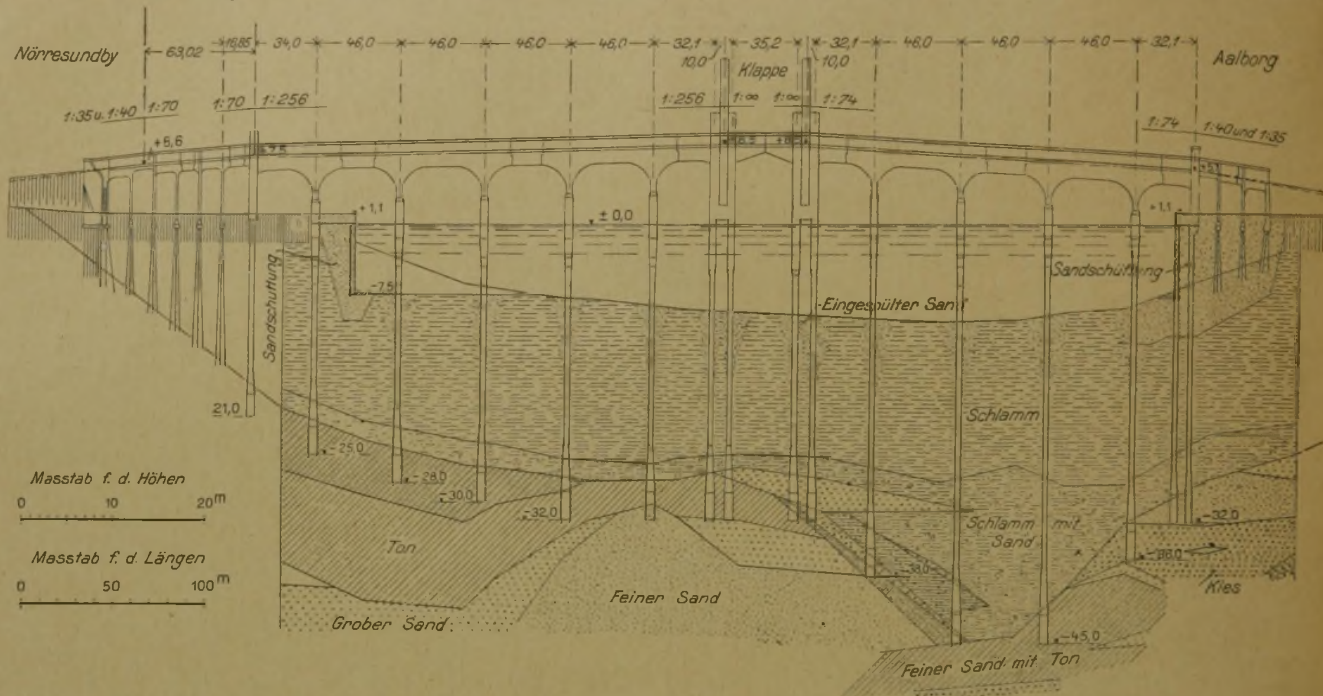 Nörresundby
63,02
16,85
34,0
46,0
46,0
46,0
46,0
32,1
35,2
32,1
46,0
46,0
46,0
32,1
Aalborg
10,0
Klappe
10,0
1:35 u. 1:40
1:70
1:70
1:256
1:256
1:∞
1:∞
1:74
1:74
1:40 und 1:35
+5,6
+7,5
+1,1
± 0,0
+1,1
Sandschüttung
-7,5
Eingespülter Sand
Sandschüttung
21,0
Schlamm
-25,0
-28,0
-30,0
-32,0
Schlamm mit
Sand
-32,0
Masstab f. d. Höhen
0 10 20 m
Ton
-38,0
Kies
Masstab f. d. Längen
0 50 100 m
Feiner Sand
Grober Sand
-45,0
Feiner Sand mit Ton